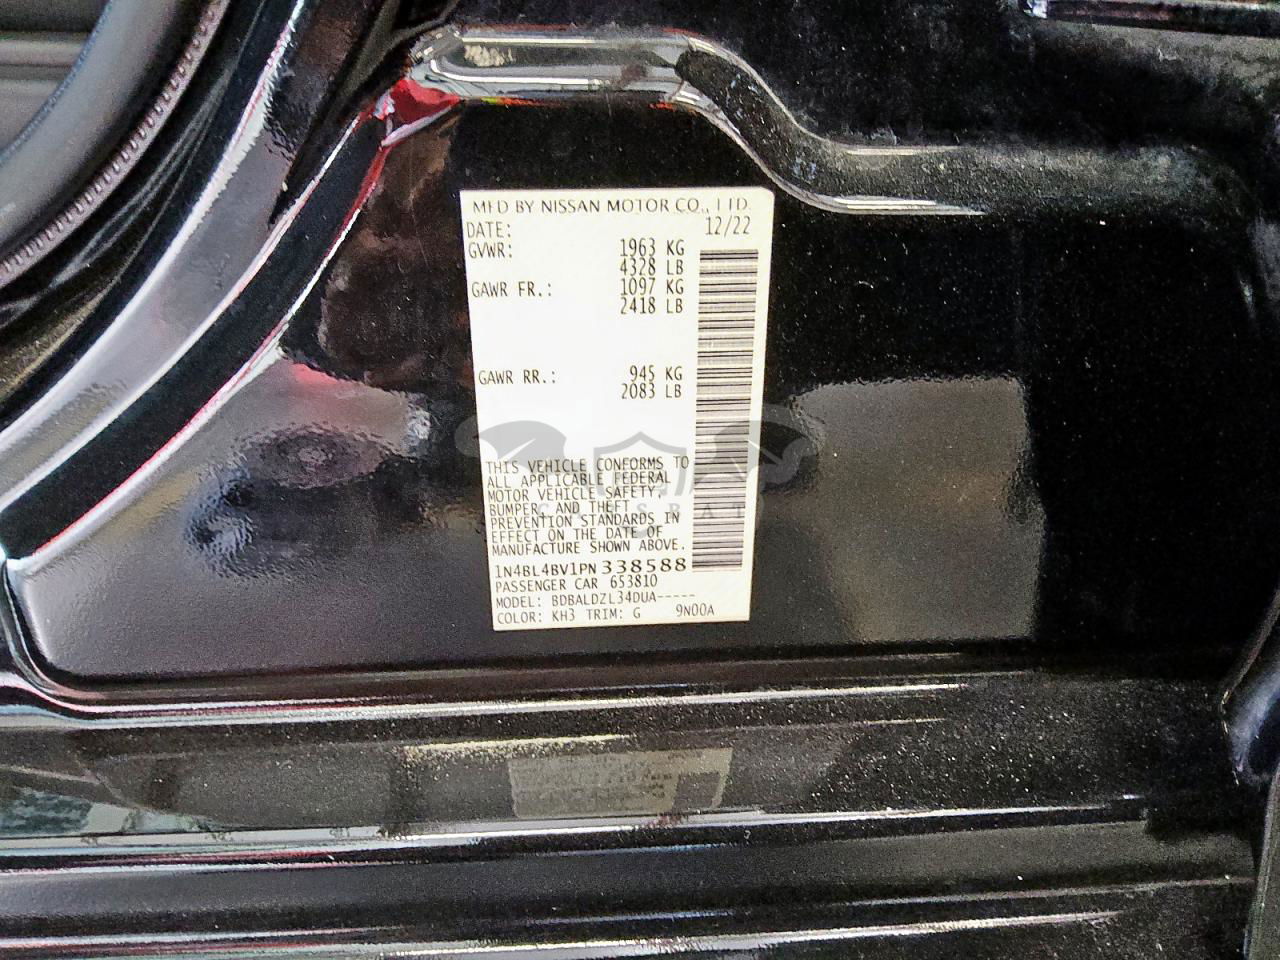 MFD BY NISSAN MOTOR CO., LTD.
DATE: 12/22
GVWR: 1963 KG
4328 LB
GAWR FR.: 1097 KG
2418 LB
GAWR RR.: 945 KG
2083 LB
THIS VEHICLE CONFORMS TO
ALL APPLICABLE FEDERAL
MOTOR VEHICLE SAFETY,
BUMPER, AND THEFT
PREVENTION STANDARDS IN
EFFECT ON THE DATE OF
MANUFACTURE SHOWN ABOVE.
1N4BL4BV1PN338588
PASSENGER CAR 653810
MODEL: BDBALDZL34DUA-----
COLOR: KH3 TRIM: G 9N00A